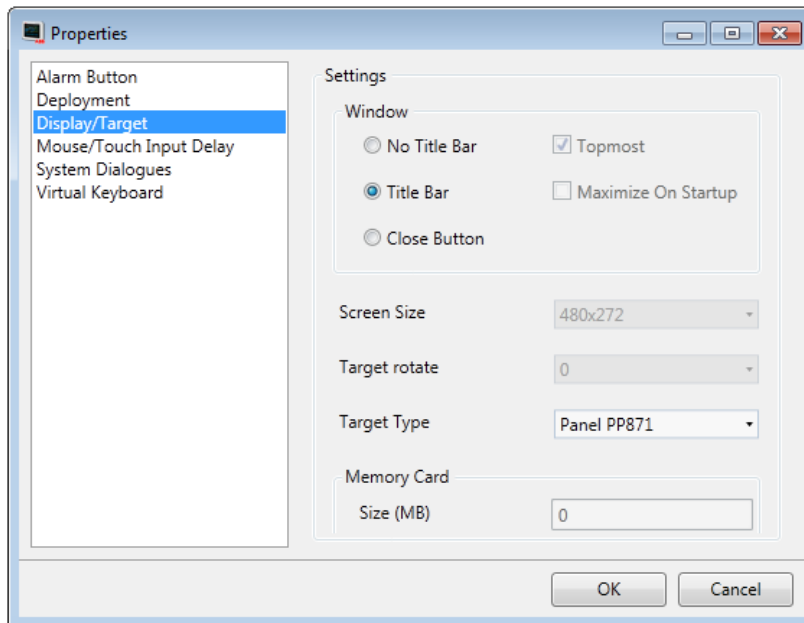 Properties
Alarm Button
Deployment
Display/Target
Mouse/Touch Input Delay
System Dialogues
Virtual Keyboard
Settings
Window
No Title Bar
Topmost
Title Bar
Maximize On Startup
Close Button
Screen Size
480x272
Target rotate
0
Target Type
Panel PP871
Memory Card
Size (MB)
0
OK
Cancel